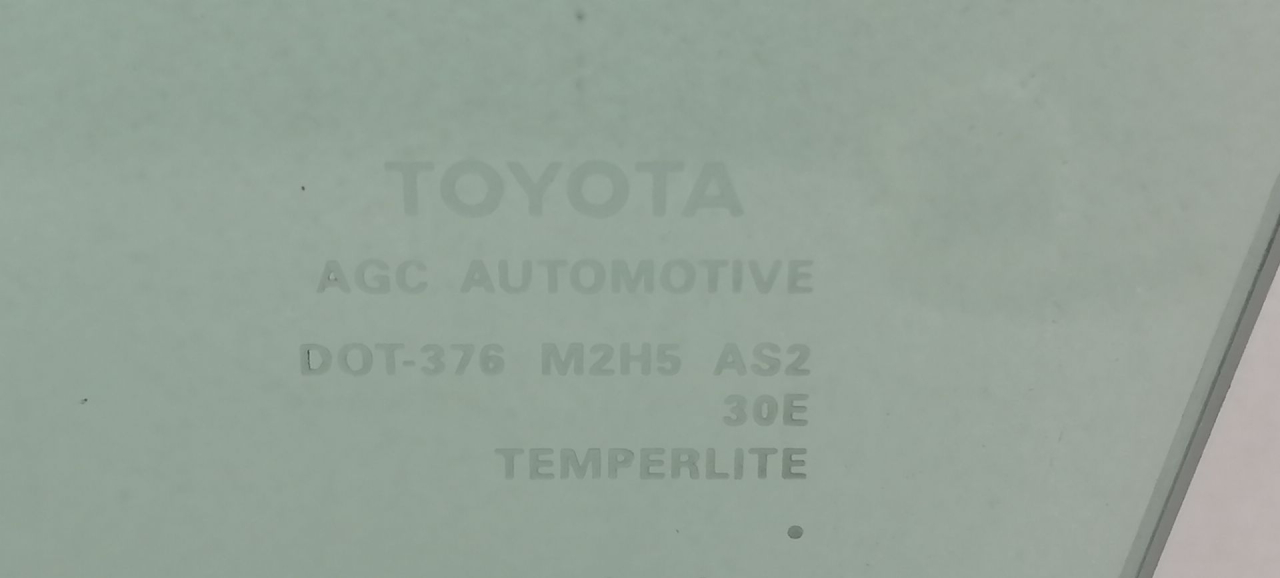 TOYOTA
AGC AUTOMOTIVE
DOT-376 M2H5 AS2
30E
TEMPERLITE